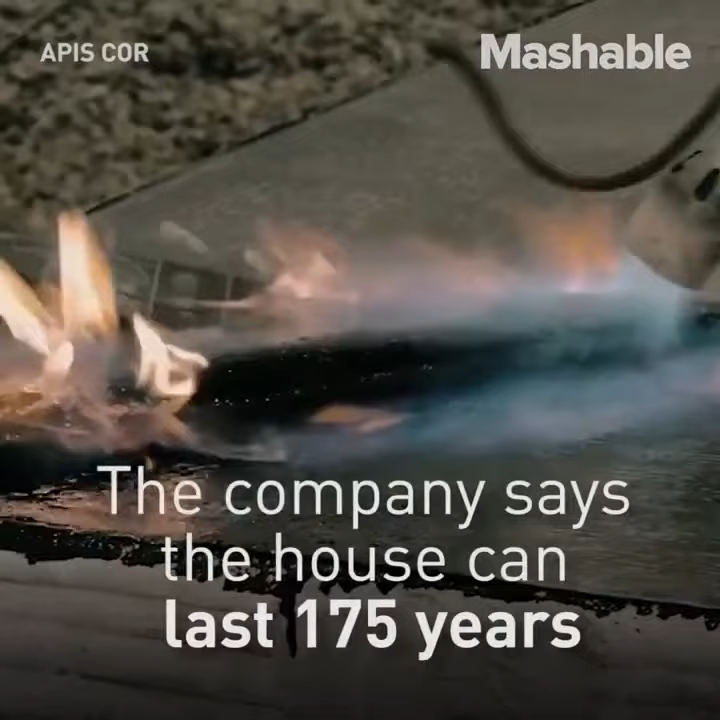 APIS COR
Mashable
The company says
the house can
last 175 years